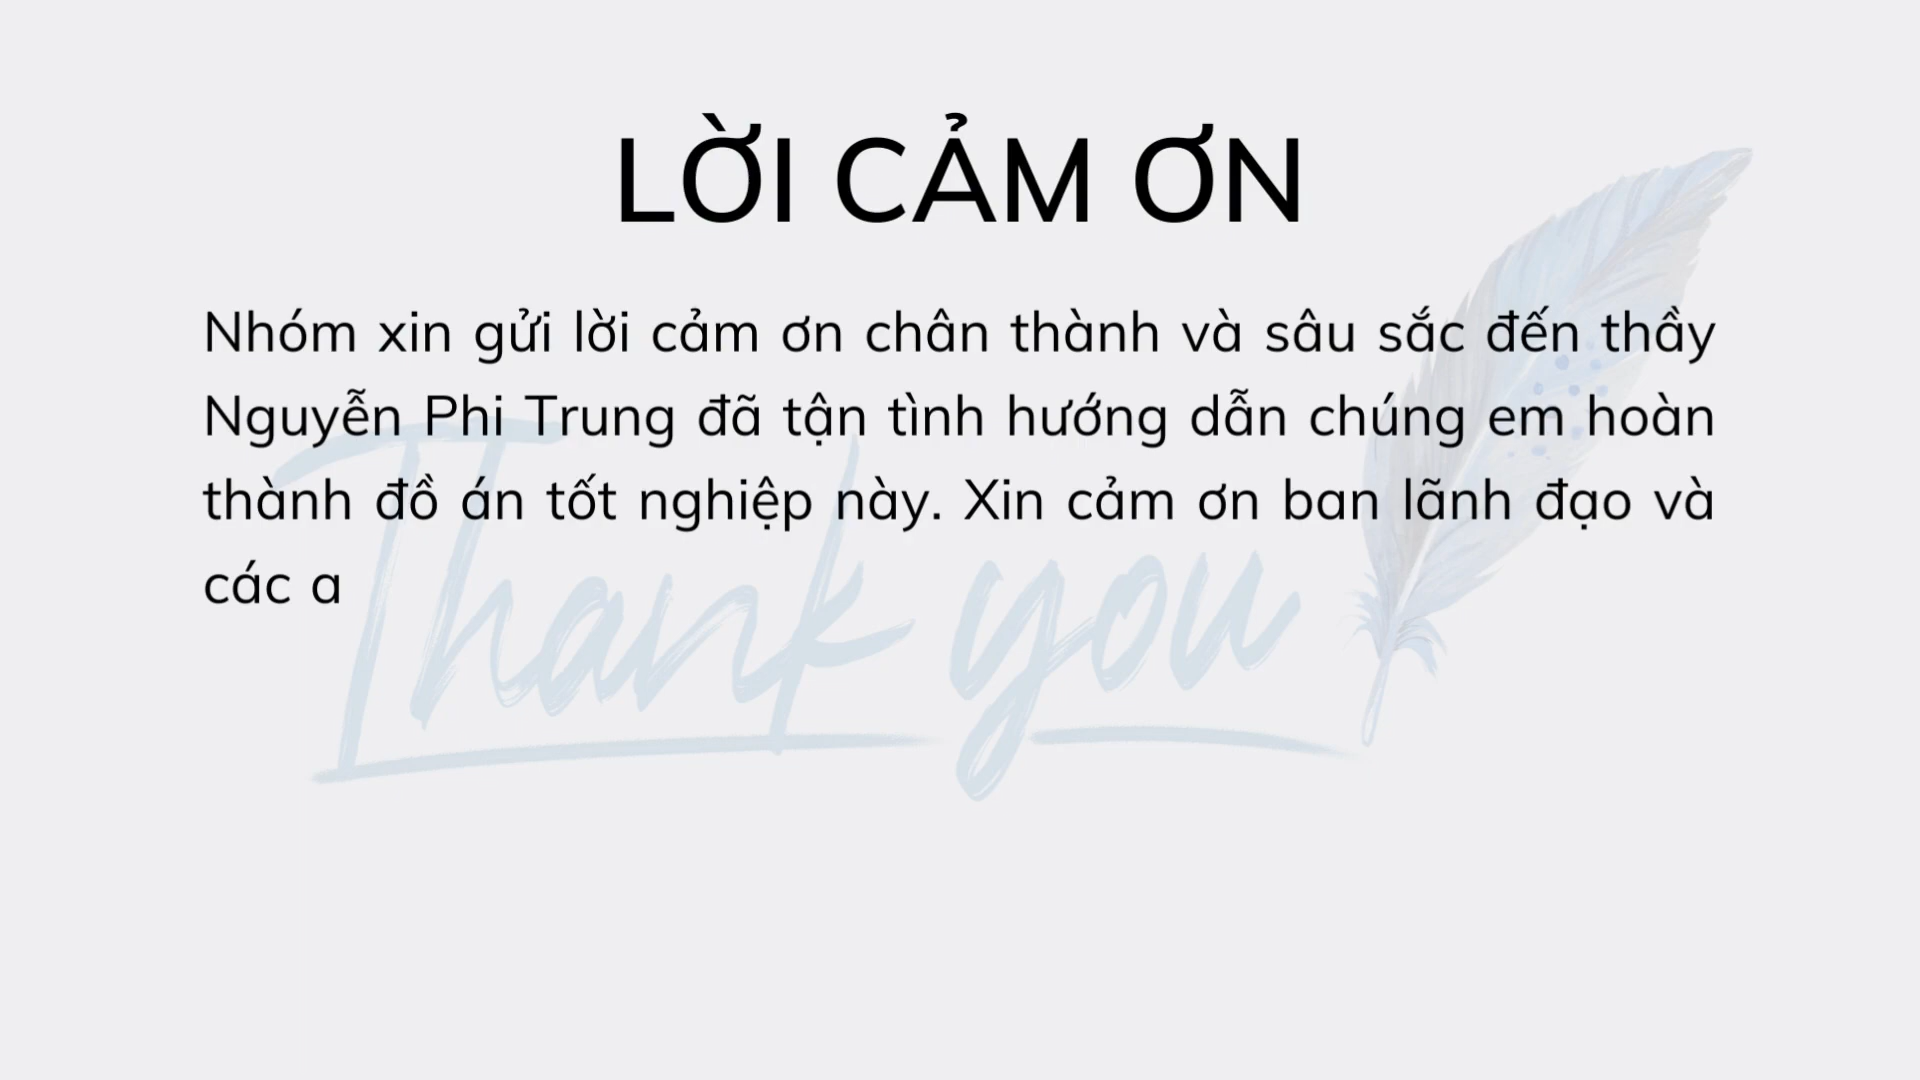 LỜI CẢM ƠN
Nhóm xin gửi lời cảm ơn chân thành và sâu sắc đến thầy
Nguyễn Phi Trung đã tận tình hướng dẫn chúng em hoàn
thành đồ án tốt nghiệp này. Xin cảm ơn ban lãnh đạo và
các a
Thank you